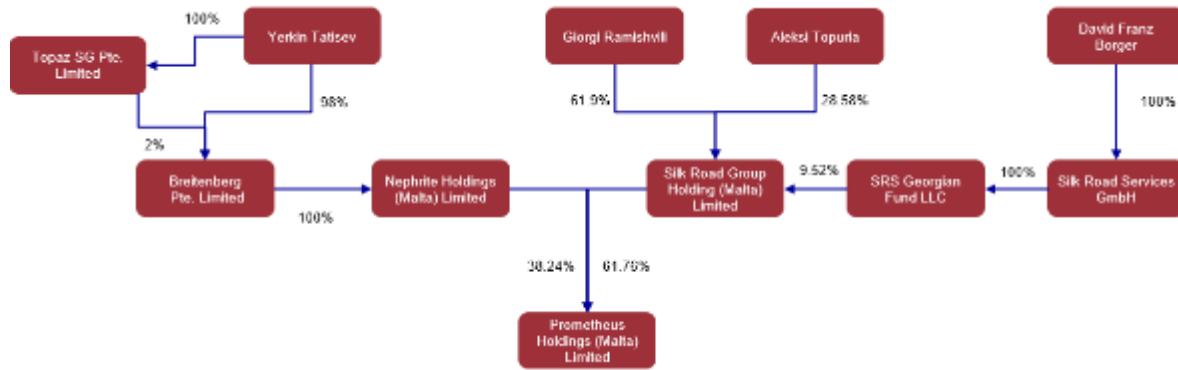 100%
Yerkin Tatisev
Giorgi Ramishvili
Aleksi Topuria
David Franz
Borger
Topaz SG Pte.
Limited
98%
61.9%
28.58%
100%
2%
Breitenberg
Pte. Limited
100%
Nephrite Holdings
(Malta) Limited
Silk Road Group
Holding (Malta)
Limited
9.52%
SRS Georgian
Fund LLC
100%
Silk Road Services
GmbH
38.24%
61.76%
Prometheus
Holdings (Malta)
Limited